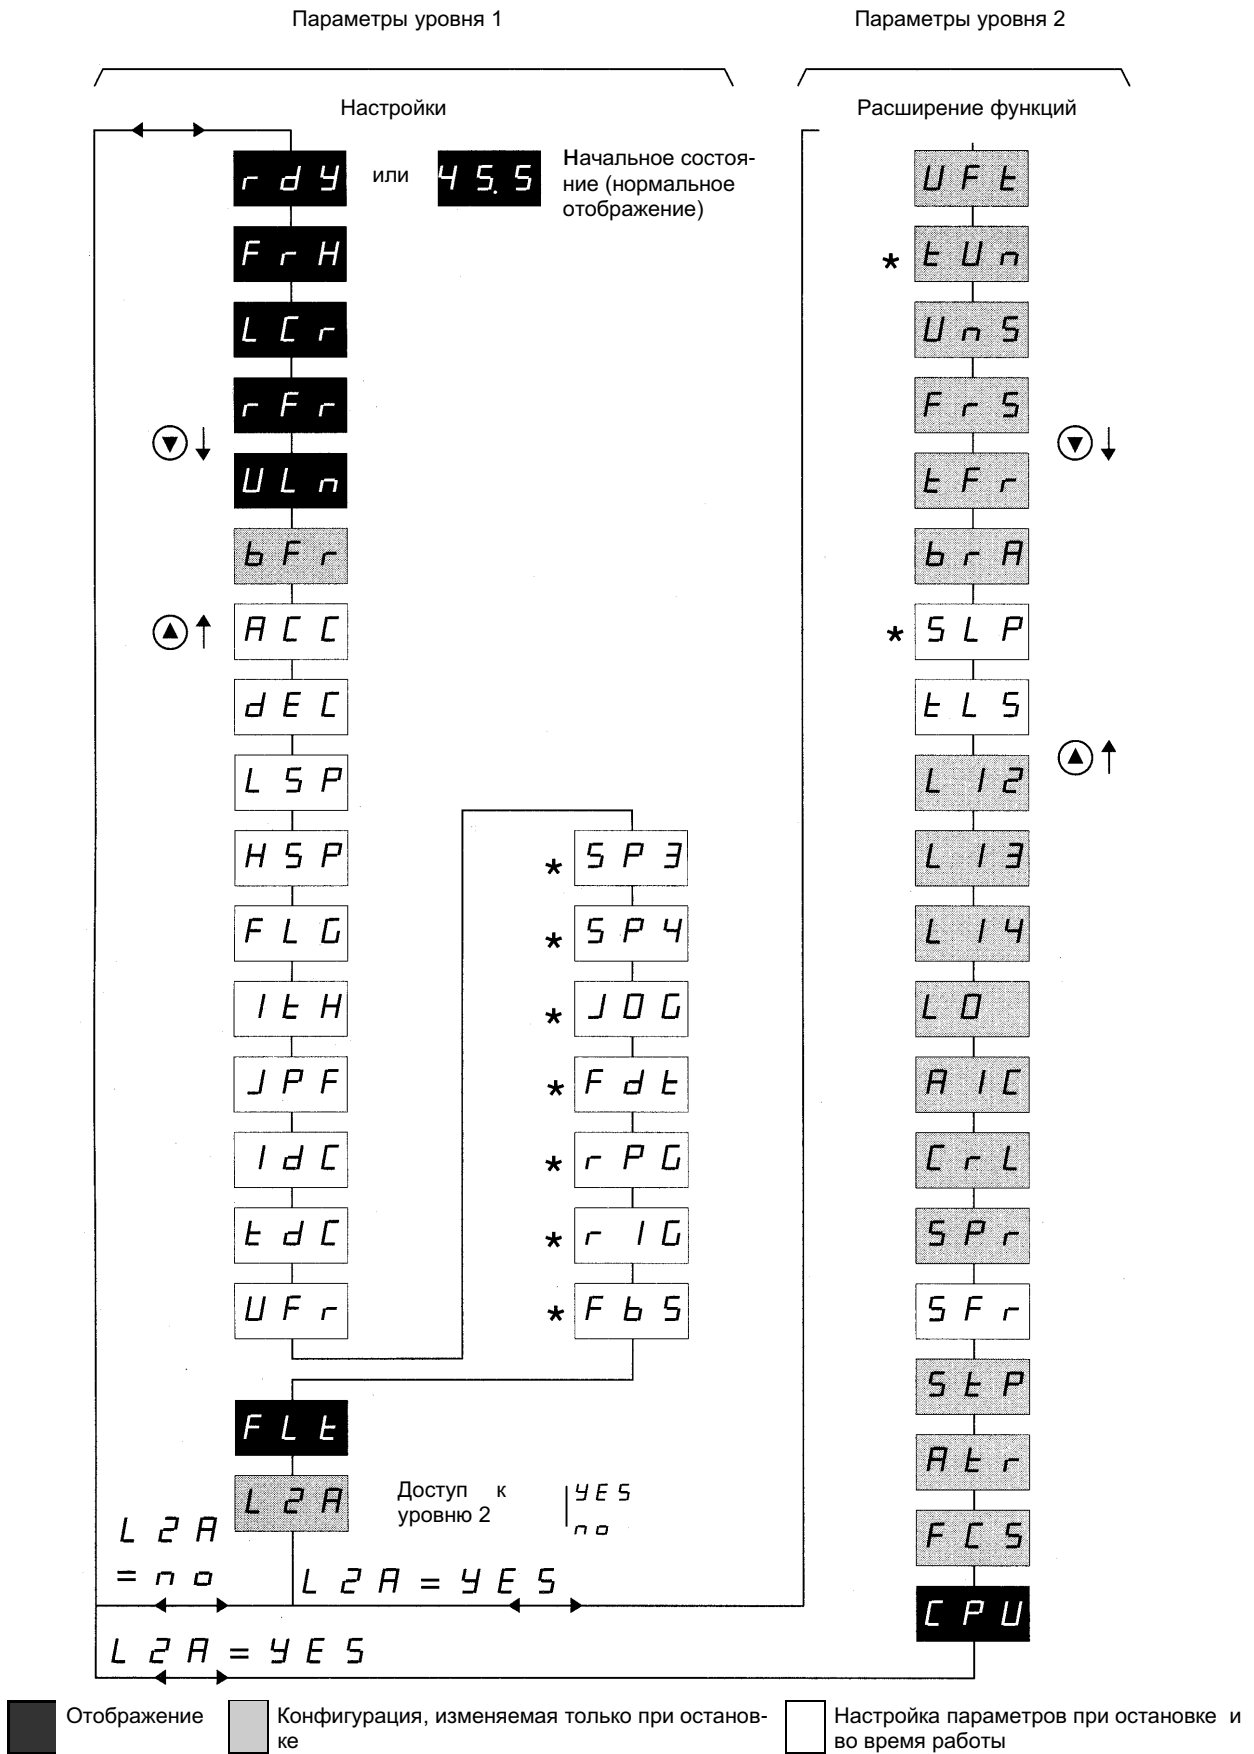 Параметры уровня 1
Параметры уровня 2
Настройки
Расширение функций
rdY
или
45.5
Начальное состоя-
ние (нормальное
отображение)
FrH
LCr
rFr
ULn
bFr
ACC
dEC
LSP
HSP
FLG
ItH
JPF
IdC
tdC
UFr
* SP3
* SP4
* JOG
* Fdt
* rPG
* rIG
* FbS
FLt
L2A
Доступ к
уровню 2
YES
no
L2A
= no
L2A = YES
L2A = YES
UFt
* tUn
UnS
FrS
tFr
brA
* SLP
tLS
LI2
LI3
LI4
LO
AIC
CrL
SPr
SFr
StP
Atr
FCS
CPU
Отображение
Конфигурация, изменяемая только при останов-
ке
Настройка параметров при остановке и
во время работы